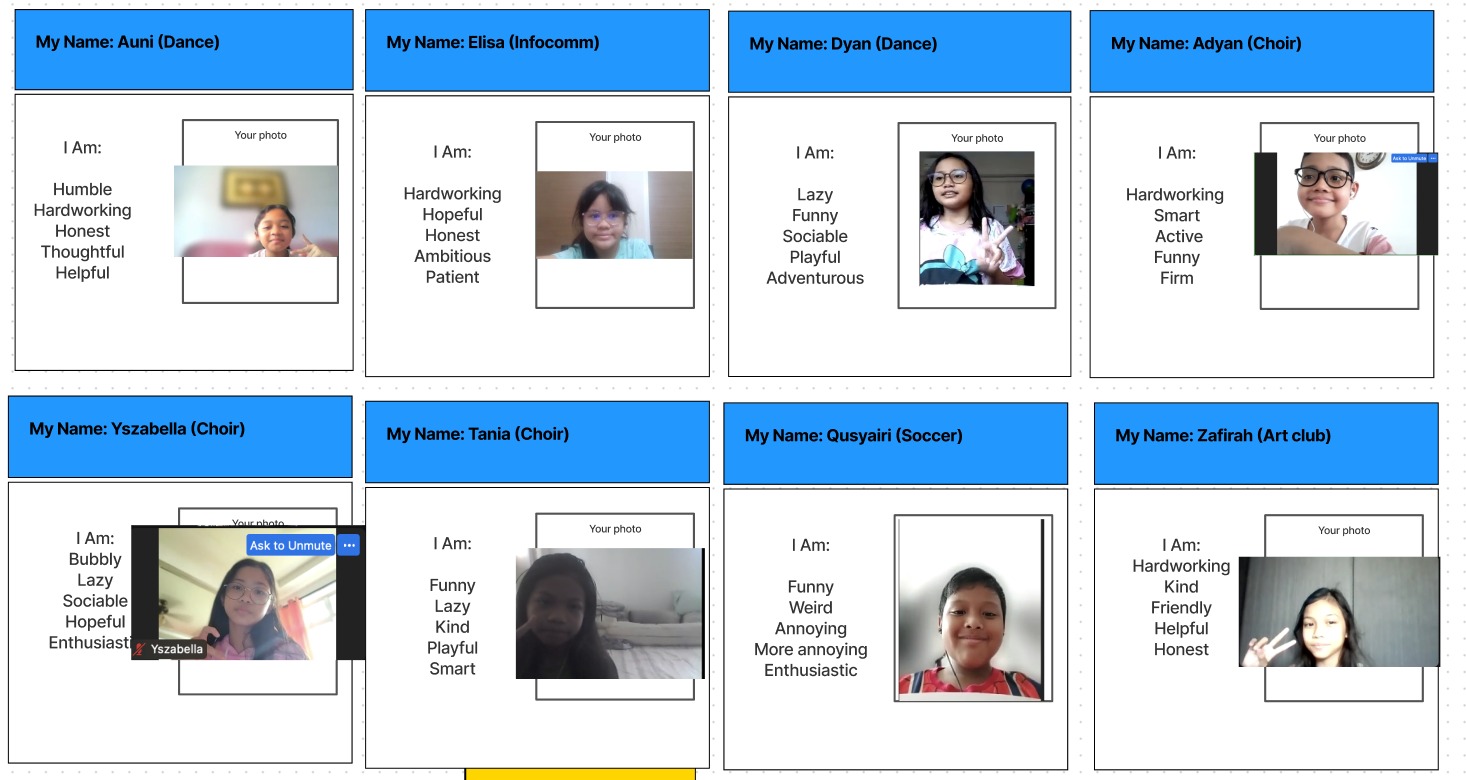 My Name: Auni (Dance)
I Am:
Humble
Hardworking
Honest
Thoughtful
Helpful
Your photo
My Name: Elisa (Infocomm)
I Am:
Hardworking
Hopeful
Honest
Ambitious
Patient
Your photo
My Name: Dyan (Dance)
I Am:
Lazy
Funny
Sociable
Playful
Adventurous
Your photo
My Name: Adyan (Choir)
I Am:
Hardworking
Smart
Active
Funny
Firm
Your photo
Ask to Unmute
My Name: Yszabella (Choir)
I Am:
Bubbly
Lazy
Sociable
Hopeful
Enthusiasti
Your photo
Ask to Unmute
Yszabella
My Name: Tania (Choir)
I Am:
Funny
Lazy
Kind
Playful
Smart
Your photo
My Name: Qusyairi (Soccer)
I Am:
Funny
Weird
Annoying
More annoying
Enthusiastic
My Name: Zafirah (Art club)
I Am:
Hardworking
Kind
Friendly
Helpful
Honest
Your photo